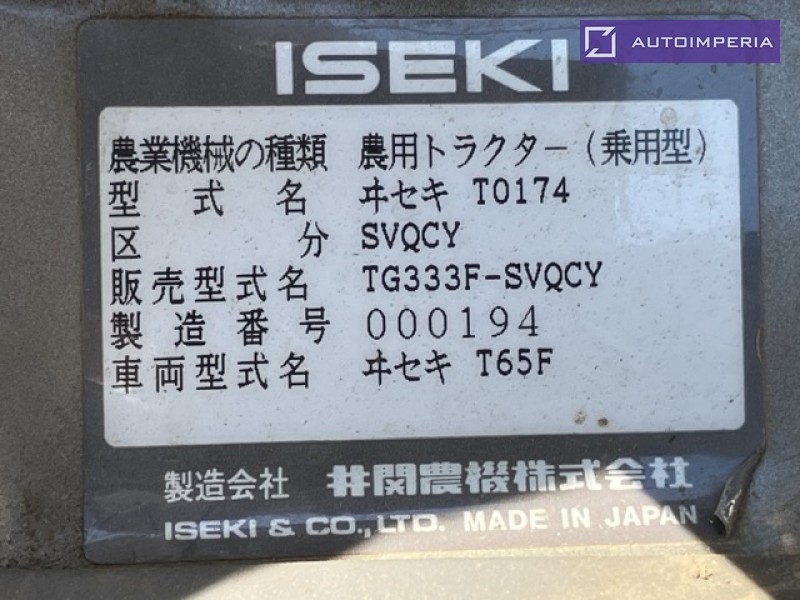 AUTOIMPERIA
ISEKI
農業機械の種類 農用トラクター(乗用型)
型式名 ヰセキ T0174
区分 SVQCY
販売型式名 TG333F-SVQCY
製造番号 000194
車両型式名 ヰセキ T65F
製造会社 井関農機株式会社
ISEKI & CO.,LTD. MADE IN JAPAN